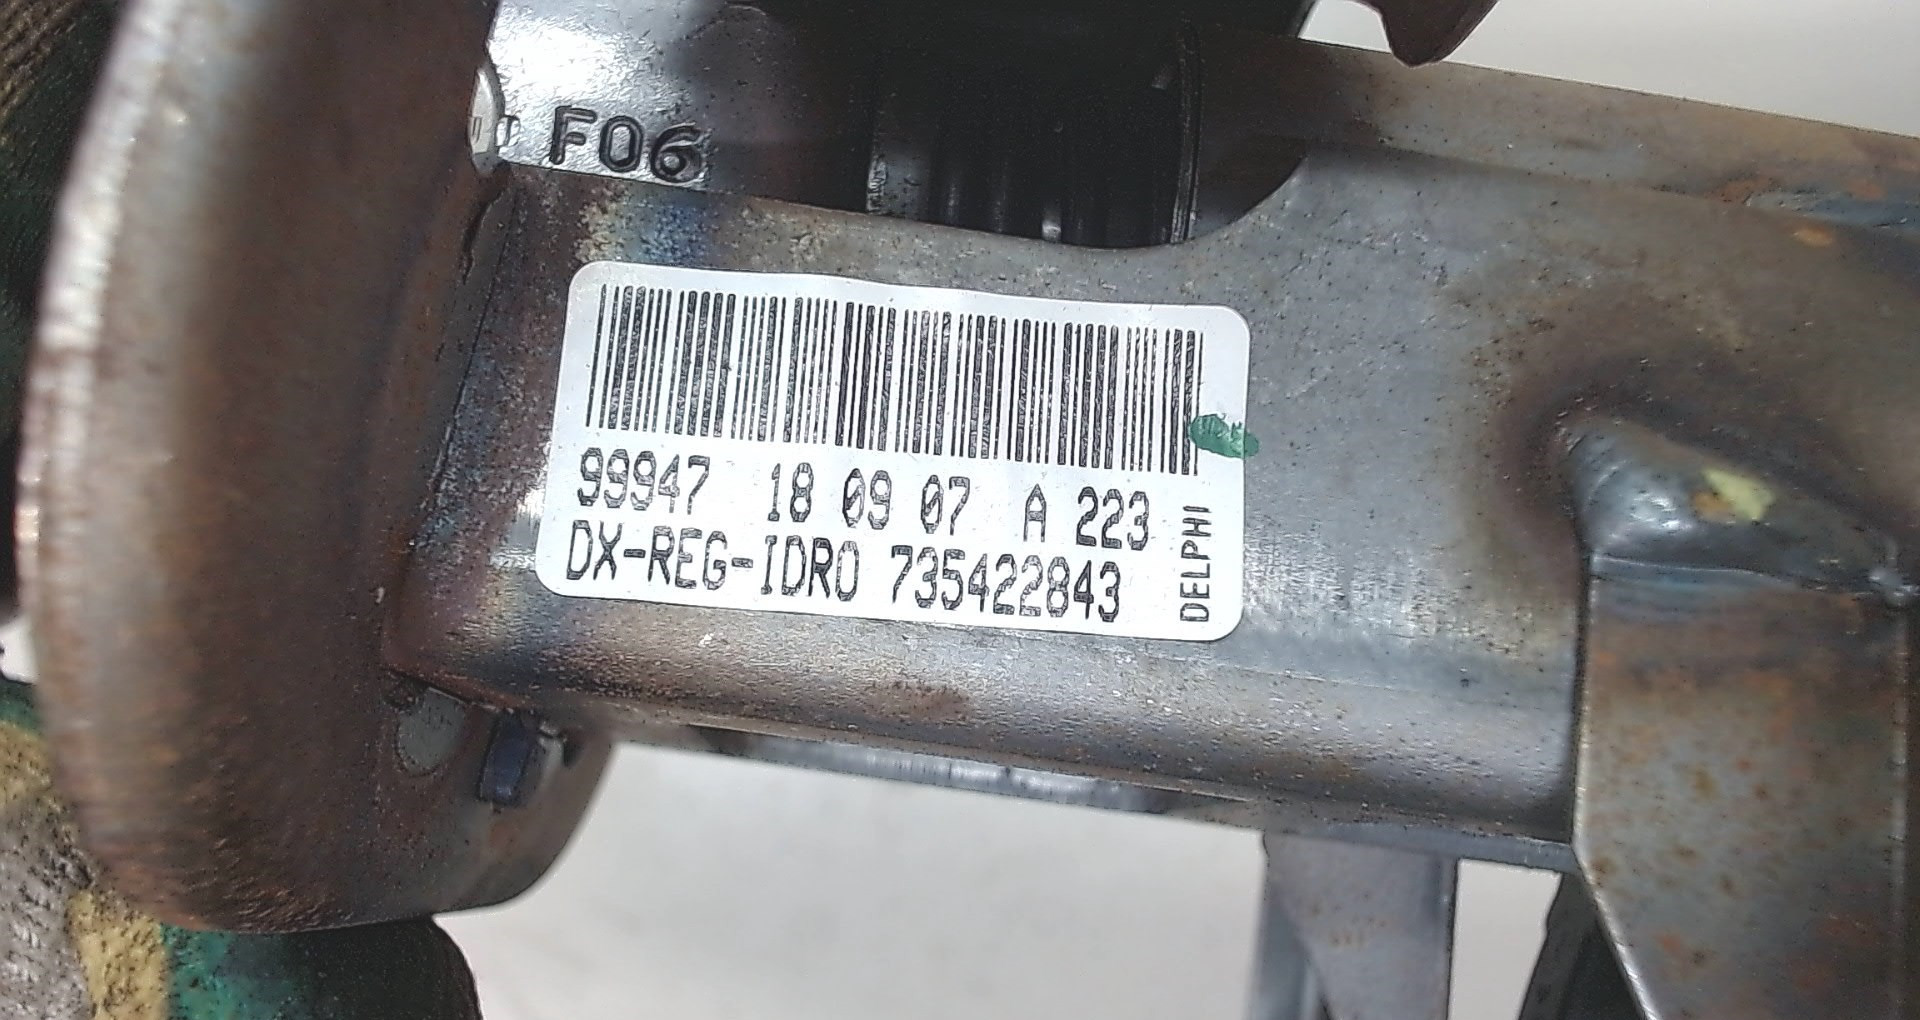 F06
99947 18 09 07 A 223
DX-REG-IDRO 735422843
DELPHI